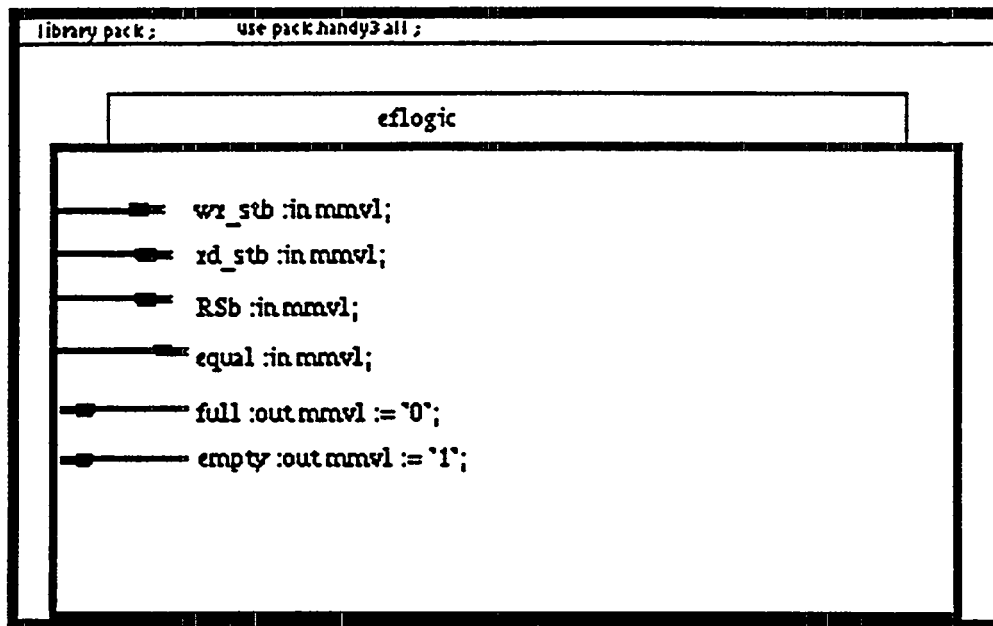 library pack ; use pack.handy3.all ;
eflogic
wr_stb :in mmvl;
rd_stb :in mmvl;
RSb :in mmvl;
equal :in mmvl;
full :out mmvl := '0';
empty :out mmvl := '1';